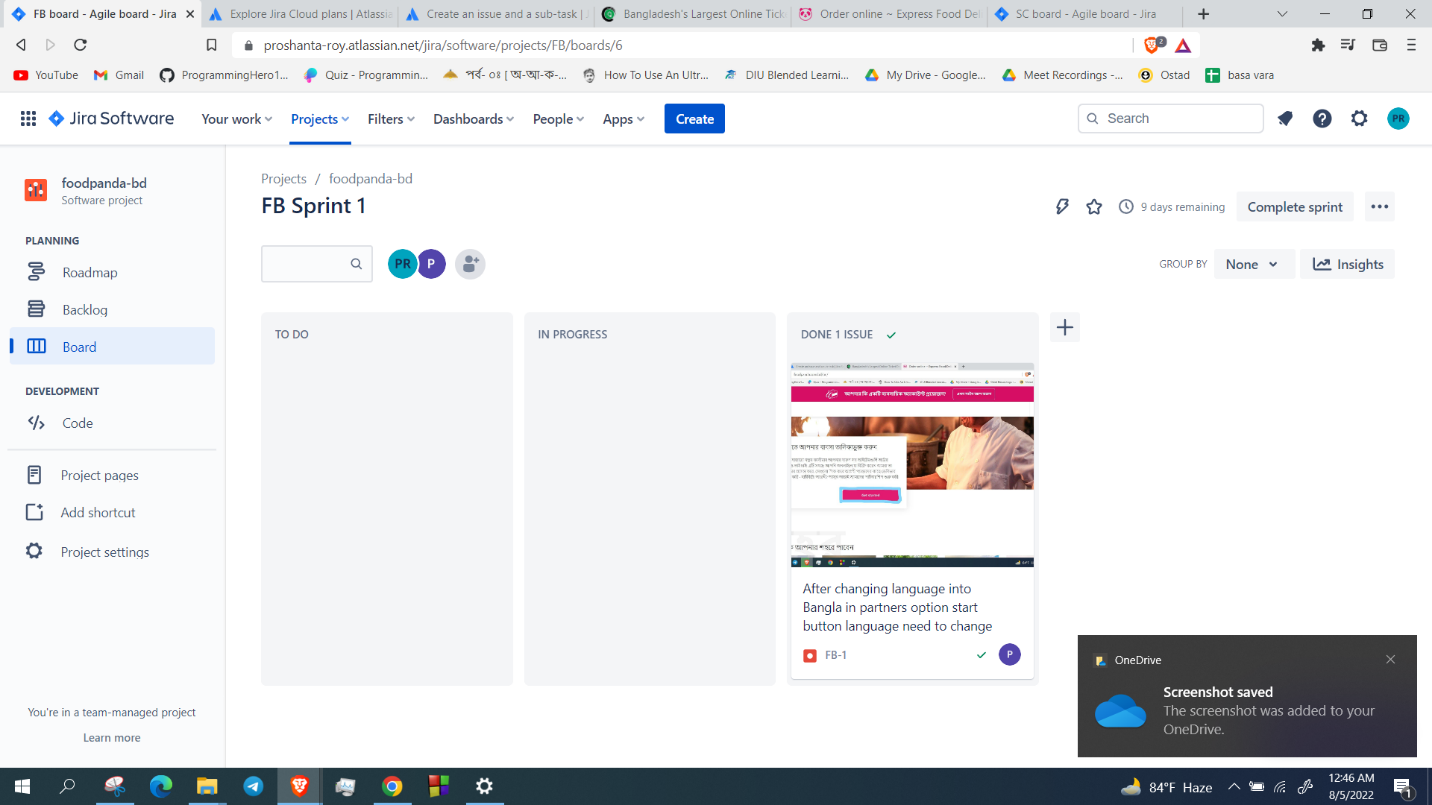 FB board - Agile board - Jira
Explore Jira Cloud plans | Atlassia
Create an issue and a sub-task | J
Bangladesh's Largest Online Tick
Order online ~ Express Food Del
SC board - Agile board - Jira
proshanta-roy.atlassian.net/jira/software/projects/FB/boards/6
2
YouTube
Gmail
ProgrammingHero1...
Quiz - Programmin...
পর্ব- ০৪ [ অ-আ-ক-...
How To Use An Ultr...
DIU Blended Learni...
My Drive - Google...
Meet Recordings -...
Ostad
basa vara
Jira Software
Your work
Projects
Filters
Dashboards
People
Apps
Create
Search
PR
foodpanda-bd
Software project
PLANNING
Roadmap
Backlog
Board
DEVELOPMENT
Code
Project pages
Add shortcut
Project settings
You're in a team-managed project
Learn more
Projects / foodpanda-bd
FB Sprint 1
9 days remaining
Complete sprint
PR
P
GROUP BY
None
Insights
TO DO
IN PROGRESS
DONE 1 ISSUE
আপনার শহরে পাবেন
After changing language into
Bangla in partners option start
button language need to change
FB-1
P
OneDrive
Screenshot saved
The screenshot was added to your
OneDrive.
84°F Haze
12:46 AM
8/5/2022
1